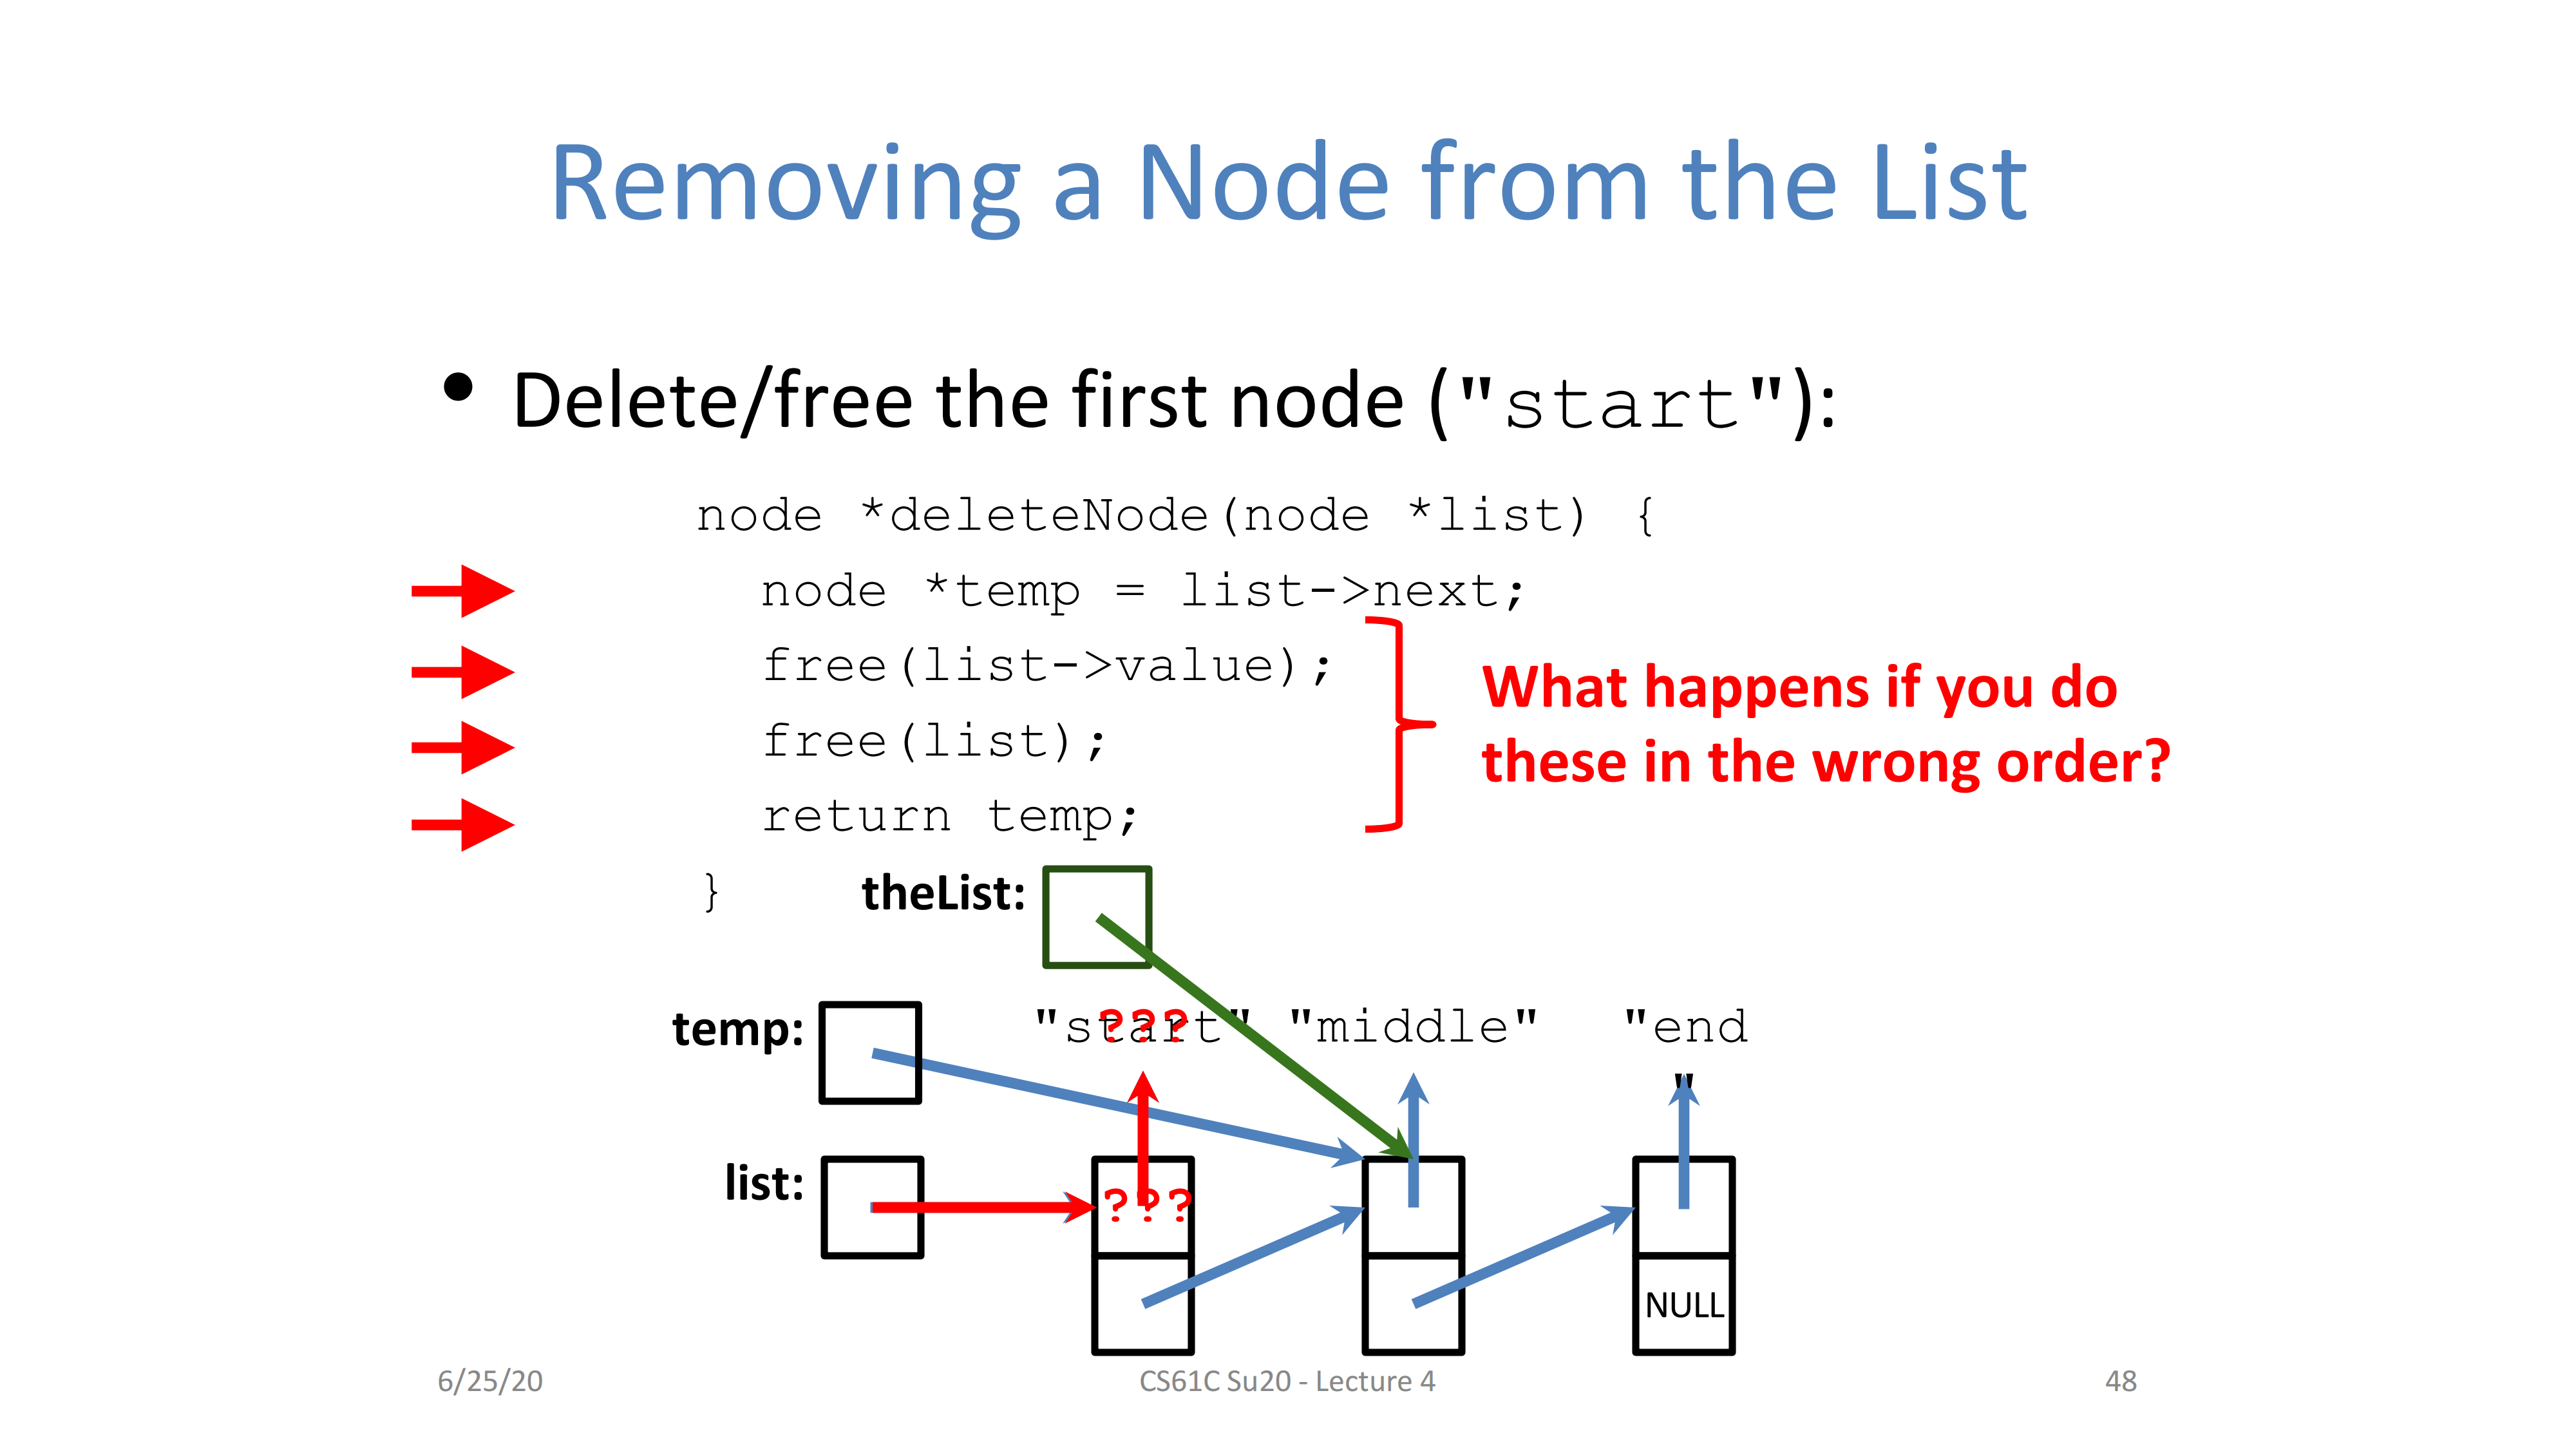 Removing a Node from the List
• Delete/free the first node ("start"):
node *deleteNode(node *list) {
node *temp = list->next;
free(list->value);
free(list);
return temp;
}
What happens if you do
these in the wrong order?
theList:
temp:
"start" "middle" "end
"
???
list:
???
NULL
6/25/20 CS61C Su20 - Lecture 4 48